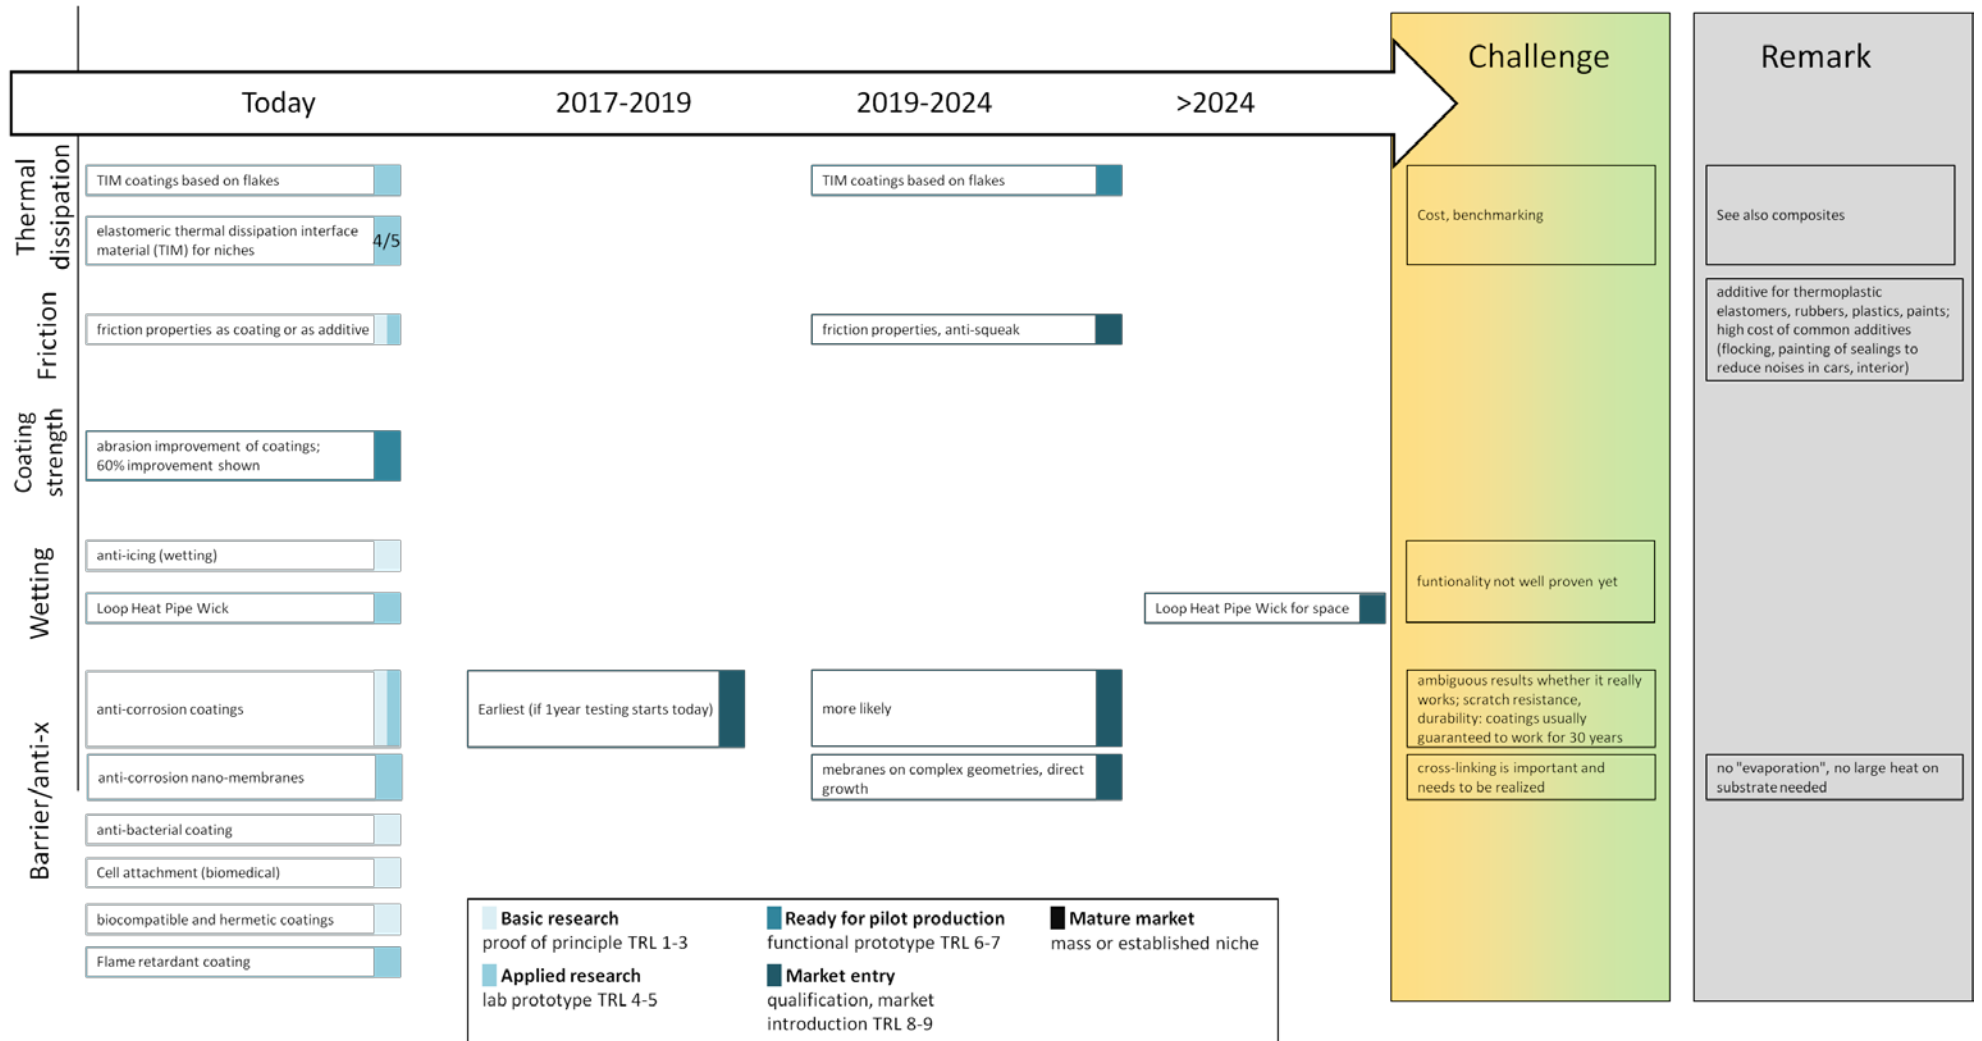 Today
2017-2019
2019-2024
>2024
Challenge
Remark
Thermal
dissipation
TIM coatings based on flakes
TIM coatings based on flakes
elastomeric thermal dissipation interface
material (TIM) for niches
4/5
Cost, benchmarking
See also composites
Friction
friction properties as coating or as additive
friction properties, anti-squeak
additive for thermoplastic
elastomers, rubbers, plastics, paints;
high cost of common additives
(flocking, painting of sealings to
reduce noises in cars, interior)
Coating
strength
abrasion improvement of coatings;
60% improvement shown
Wetting
anti-icing (wetting)
Loop Heat Pipe Wick
Loop Heat Pipe Wick for space
funtionality not well proven yet
Barrier/anti-x
anti-corrosion coatings
Earliest (if 1year testing starts today)
more likely
ambiguous results whether it really
works; scratch resistance,
durability: coatings usually
guaranteed to work for 30 years
anti-corrosion nano-membranes
mebranes on complex geometries, direct
growth
cross-linking is important and
needs to be realized
no "evaporation", no large heat on
substrate needed
anti-bacterial coating
Cell attachment (biomedical)
biocompatible and hermetic coatings
Flame retardant coating
Basic research
proof of principle TRL 1-3
Applied research
lab prototype TRL 4-5
Ready for pilot production
functional prototype TRL 6-7
Market entry
qualification, market
introduction TRL 8-9
Mature market
mass or established niche